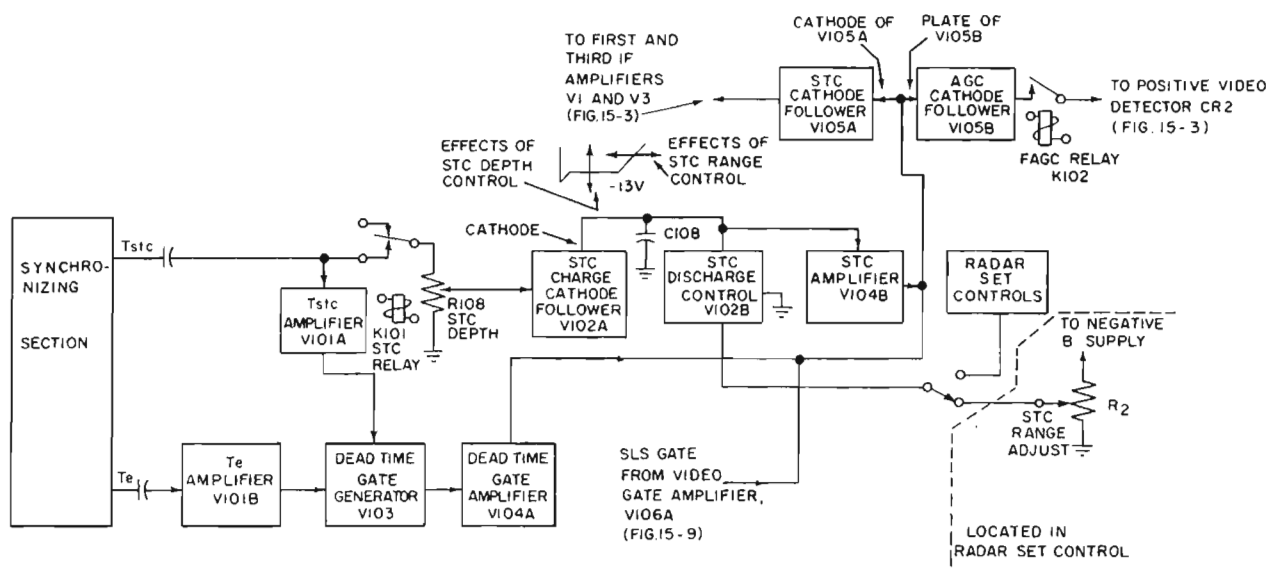 CATHODE OF
V105A
PLATE OF
V105B
TO FIRST AND
THIRD IF
AMPLIFIERS
V1 AND V3
(FIG. 15-3)
STC
CATHODE
FOLLOWER
V105A
AGC
CATHODE
FOLLOWER
V105B
TO POSITIVE VIDEO
DETECTOR CR2
(FIG. 15-3)
FAGC RELAY
K102
EFFECTS OF
STC DEPTH
CONTROL
EFFECTS OF
STC RANGE
CONTROL
-13V
SYNCHRO-
NIZING
SECTION
Tstc
CATHODE
C108
Tstc
AMPLIFIER
V101A
K101
STC
RELAY
R108
STC
DEPTH
STC
CHARGE
CATHODE
FOLLOWER
V102A
STC
DISCHARGE
CONTROL
V102B
STC
AMPLIFIER
V104B
RADAR
SET
CONTROLS
TO NEGATIVE
B SUPPLY
R2
STC
RANGE
ADJUST
Te
Te
AMPLIFIER
V101B
DEAD TIME
GATE
GENERATOR
V103
DEAD TIME
GATE
AMPLIFIER
V104A
SLS GATE
FROM VIDEO
GATE AMPLIFIER,
V106A
(FIG.15-9)
LOCATED IN
RADAR SET CONTROL